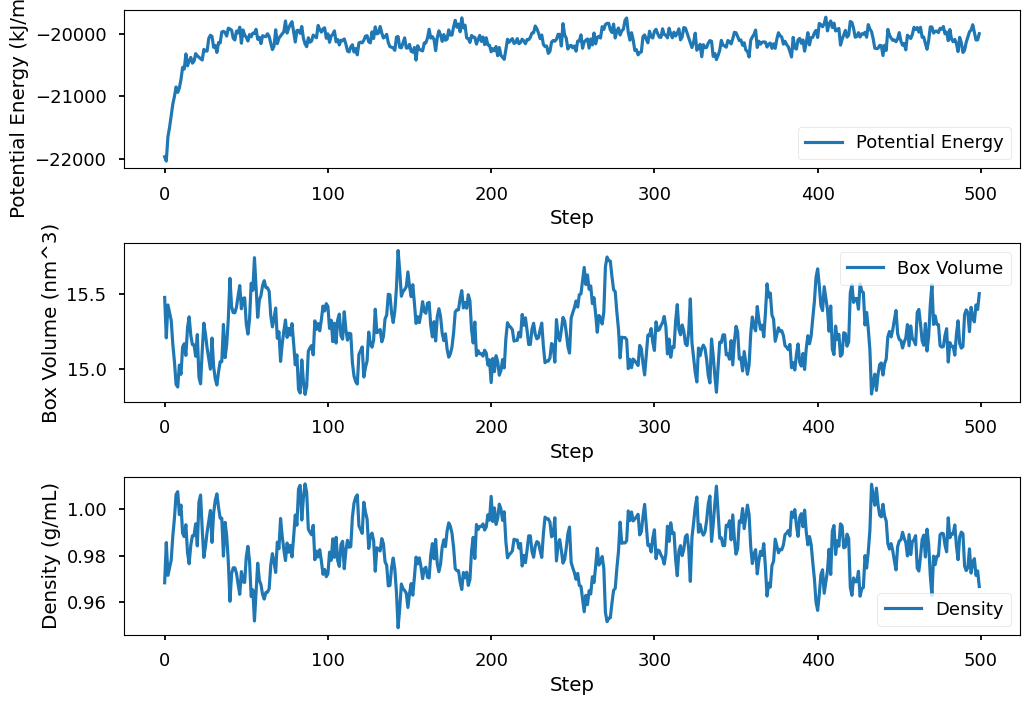 Potential Energy (kJ/m
−20000
−21000
−22000
Potential Energy
0 100 200 300 400 500
Step
Box Volume (nm^3)
15.5
15.0
Box Volume
0 100 200 300 400 500
Step
Density (g/mL)
1.00
0.98
0.96
Density
0 100 200 300 400 500
Step